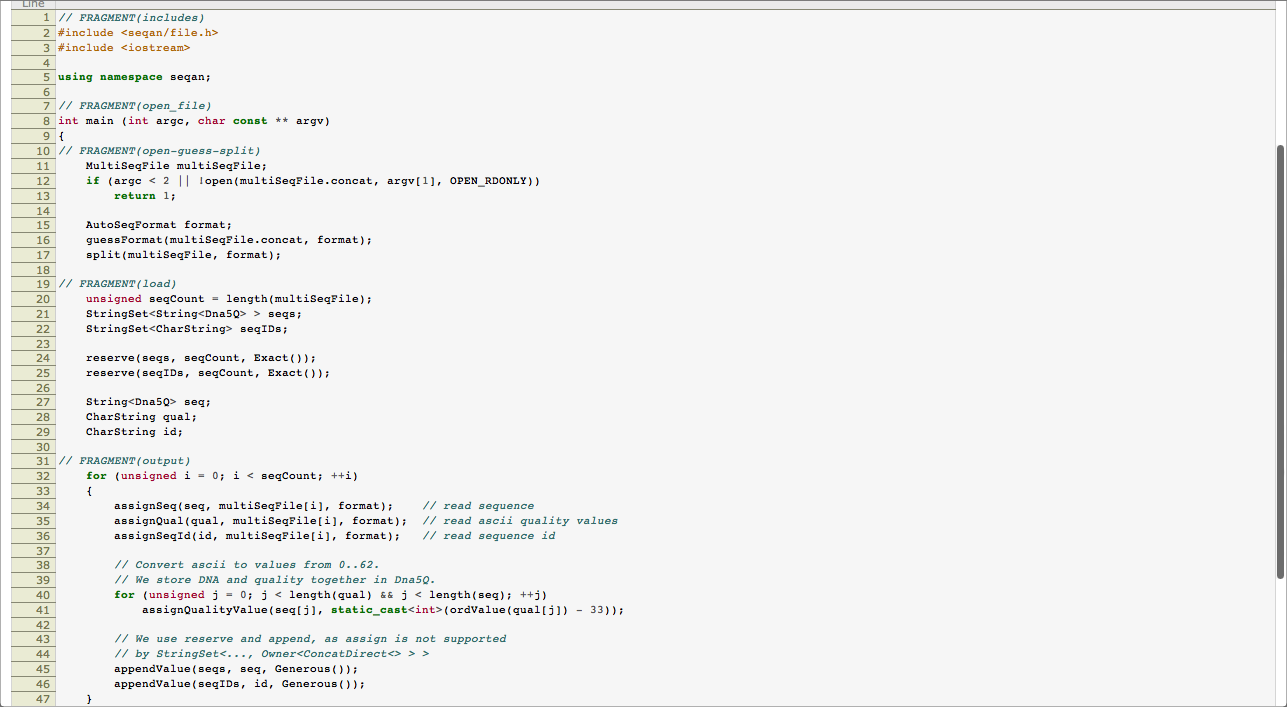 Line
1 // FRAGMENT(includes)
2 #include <seqan/file.h>
3 #include <iostream>
4
5 using namespace seqan;
6
7 // FRAGMENT(open_file)
8 int main (int argc, char const ** argv)
9 {
10 // FRAGMENT(open-guess-split)
11     MultiSeqFile multiSeqFile;
12     if (argc < 2 || !open(multiSeqFile.concat, argv[1], OPEN_RDONLY))
13         return 1;
14
15     AutoSeqFormat format;
16     guessFormat(multiSeqFile.concat, format);
17     split(multiSeqFile, format);
18
19 // FRAGMENT(load)
20     unsigned seqCount = length(multiSeqFile);
21     StringSet<String<Dna5Q> > seqs;
22     StringSet<CharString> seqIDs;
23
24     reserve(seqs, seqCount, Exact());
25     reserve(seqIDs, seqCount, Exact());
26
27     String<Dna5Q> seq;
28     CharString qual;
29     CharString id;
30
31 // FRAGMENT(output)
32     for (unsigned i = 0; i < seqCount; ++i)
33     {
34         assignSeq(seq, multiSeqFile[i], format);    // read sequence
35         assignQual(qual, multiSeqFile[i], format);  // read ascii quality values
36         assignSeqId(id, multiSeqFile[i], format);   // read sequence id
37
38         // Convert ascii to values from 0..62.
39         // We store DNA and quality together in Dna5Q.
40         for (unsigned j = 0; j < length(qual) && j < length(seq); ++j)
41             assignQualityValue(seq[j], static_cast<int>(ordValue(qual[j]) - 33));
42
43         // We use reserve and append, as assign is not supported
44         // by StringSet<..., Owner<ConcatDirect<> > >
45         appendValue(seqs, seq, Generous());
46         appendValue(seqIDs, id, Generous());
47     }